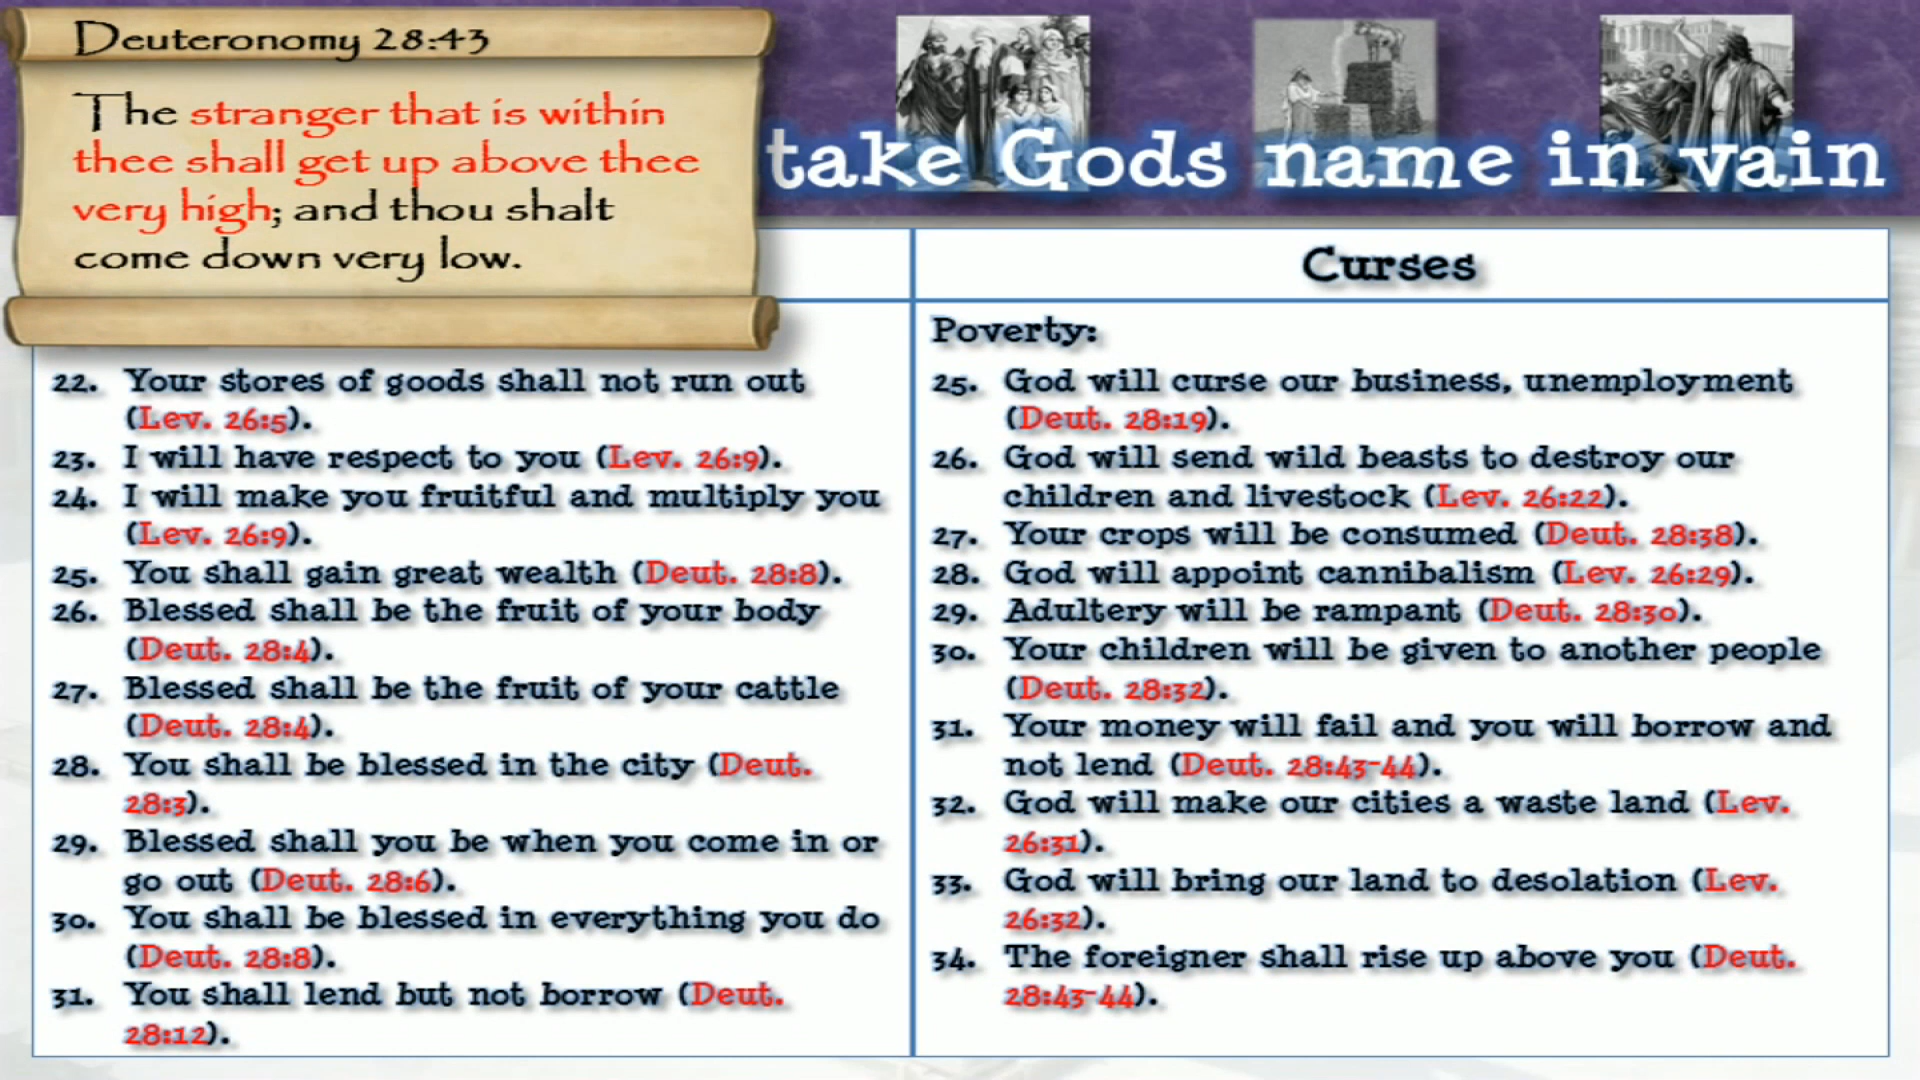 Deuteronomy 28:43
The stranger that is within
thee shall get up above thee
very high; and thou shalt
come down very low.
take Gods name in vain
22. Your stores of goods shall not run out
(Lev. 26:5).
23. I will have respect to you (Lev. 26:9).
24. I will make you fruitful and multiply you
(Lev. 26:9).
25. You shall gain great wealth (Deut. 28:8).
26. Blessed shall be the fruit of your body
(Deut. 28:4).
27. Blessed shall be the fruit of your cattle
(Deut. 28:4).
28. You shall be blessed in the city (Deut.
28:3).
29. Blessed shall you be when you come in or
go out (Deut. 28:6).
30. You shall be blessed in everything you do
(Deut. 28:8).
31. You shall lend but not borrow (Deut.
28:12).
Curses
Poverty:
25. God will curse our business, unemployment
(Deut. 28:19).
26. God will send wild beasts to destroy our
children and livestock (Lev. 26:22).
27. Your crops will be consumed (Deut. 28:38).
28. God will appoint cannibalism (Lev. 26:29).
29. Adultery will be rampant (Deut. 28:30).
30. Your children will be given to another people
(Deut. 28:32).
31. Your money will fail and you will borrow and
not lend (Deut. 28:43-44).
32. God will make our cities a waste land (Lev.
26:31).
33. God will bring our land to desolation (Lev.
26:32).
34. The foreigner shall rise up above you (Deut.
28:43-44).